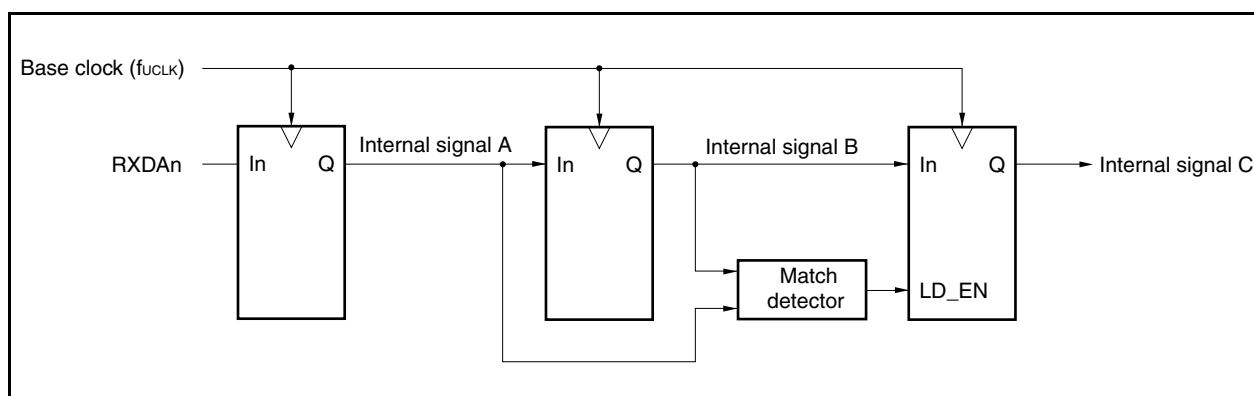 Base clock (fUCLK)
RXDAn
In
Q
Internal signal A
In
Q
Internal signal B
In
Q
Internal signal C
Match
detector
LD_EN